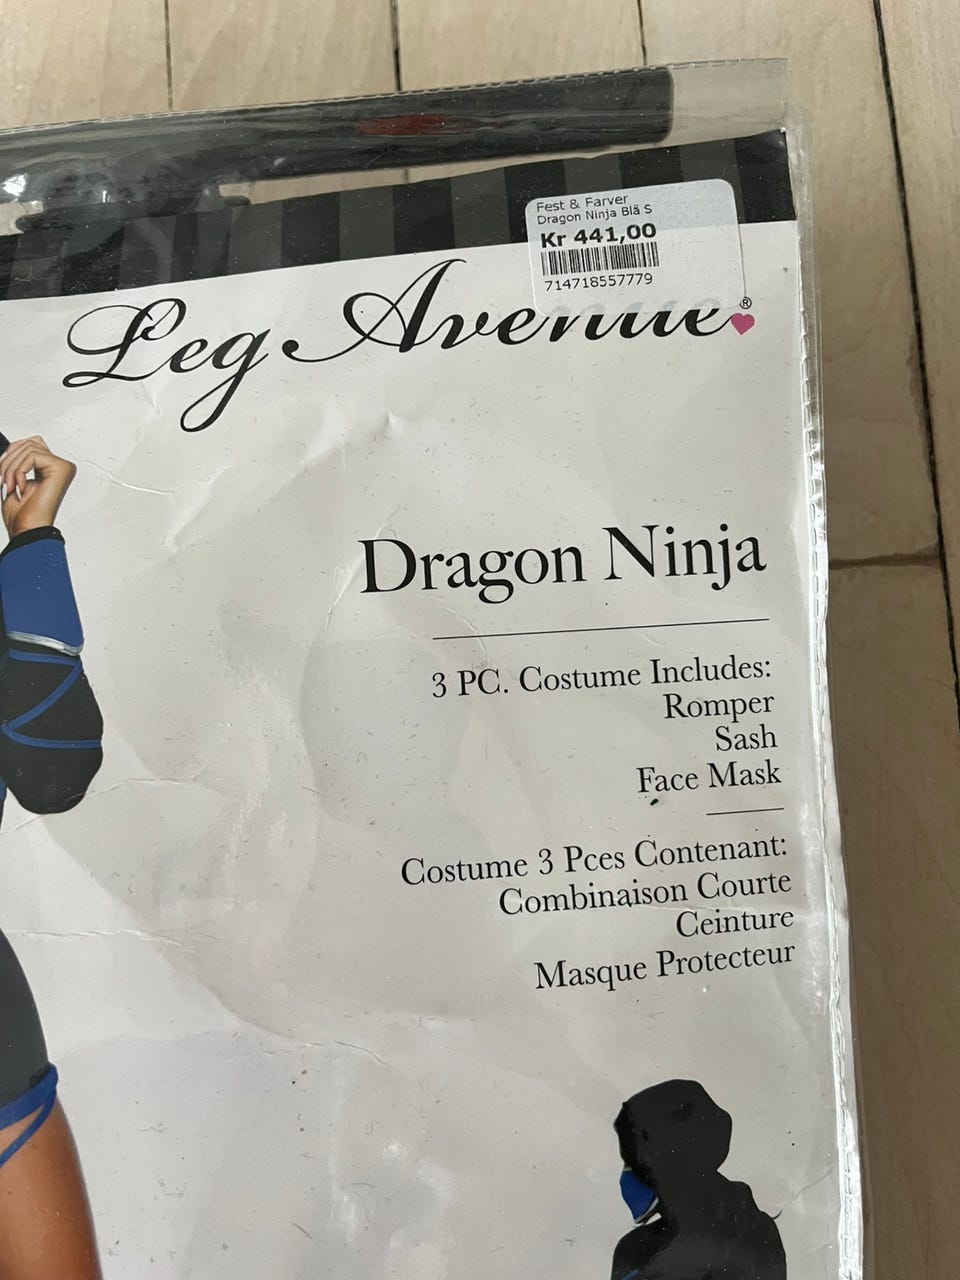 Fest & Farver
Dragon Ninja Blå S
Kr 441,00
714718557779
Leg Avenue®
Dragon Ninja
3 PC. Costume Includes:
Romper
Sash
Face Mask
Costume 3 Pces Contenant:
Combinaison Courte
Ceinture
Masque Protecteur